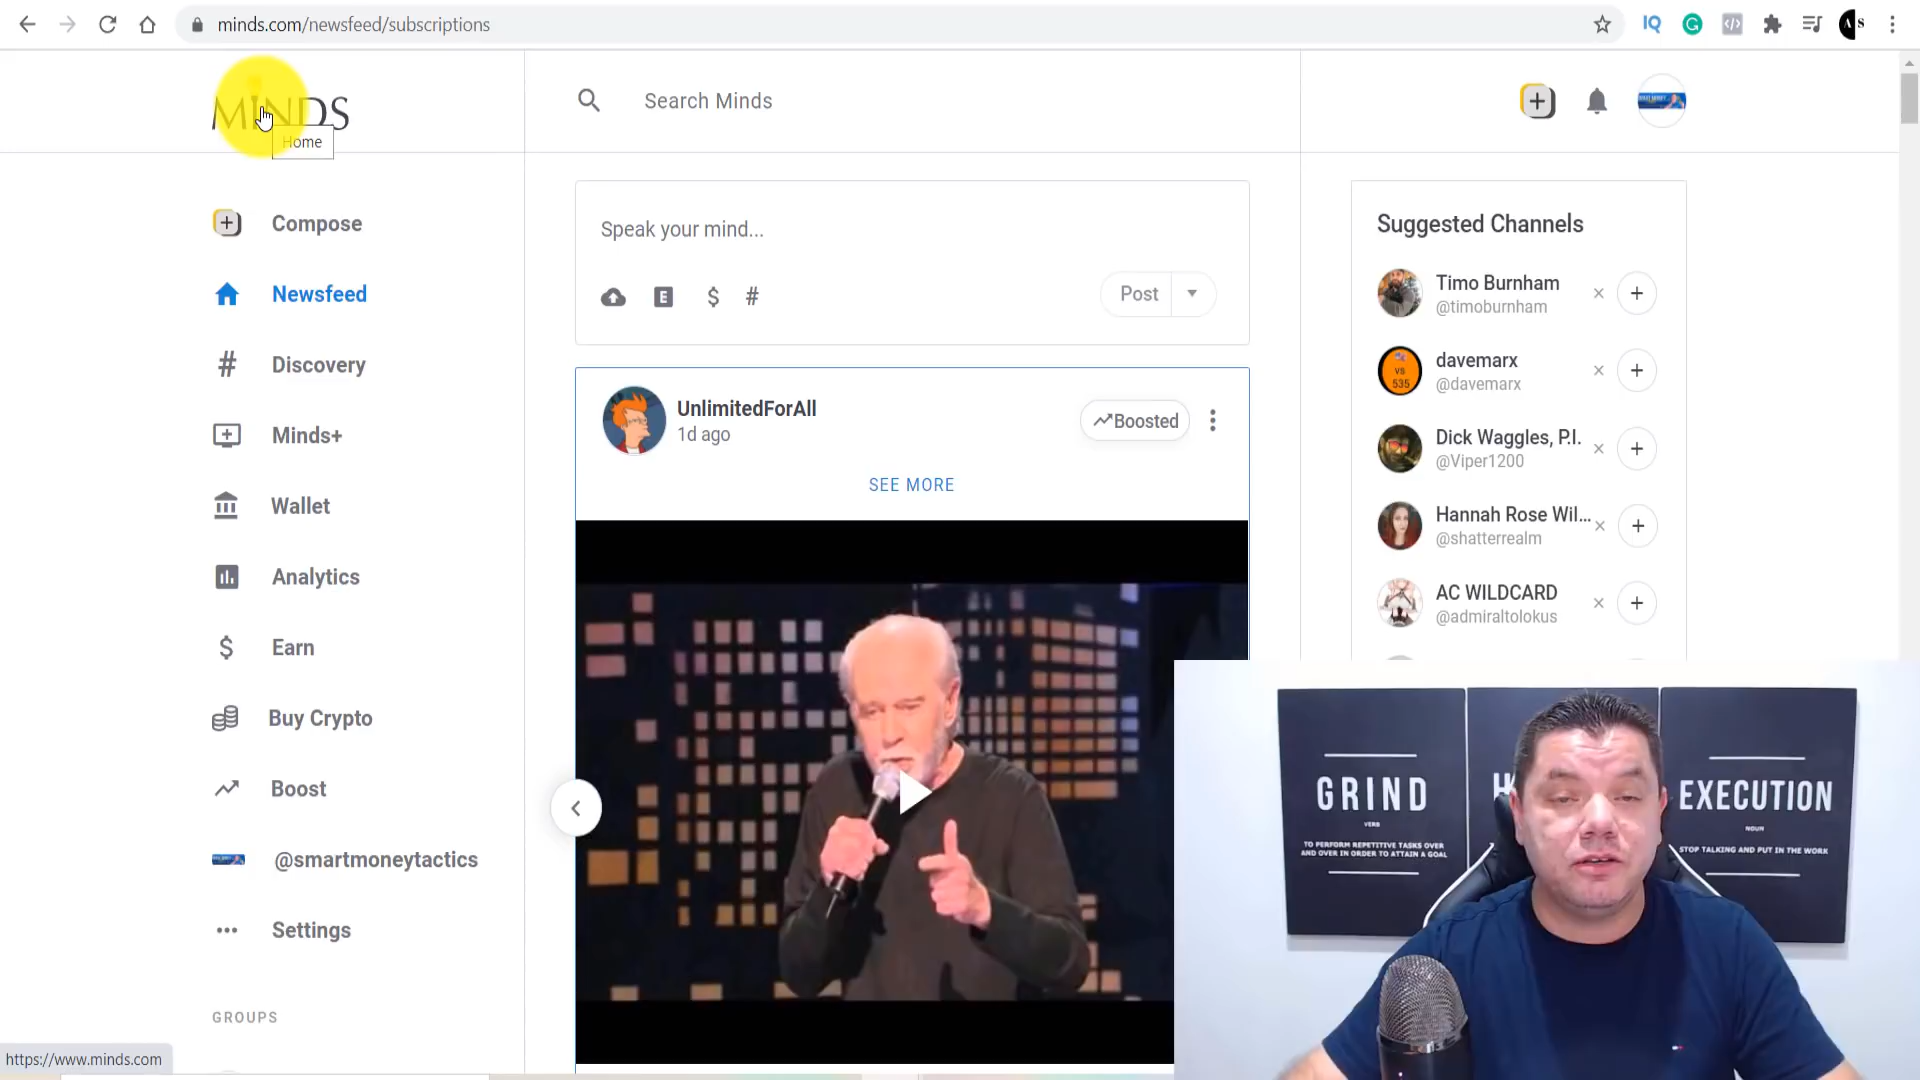 minds.com/newsfeed/subscriptions
IQ
A S
MINDS
Home
Search Minds
Compose
Newsfeed
Discovery
Minds+
Wallet
Analytics
Earn
Buy Crypto
Boost
@smartmoneytactics
Settings
GROUPS
https://www.minds.com
Speak your mind...
E
$
#
Post
UnlimitedForAll
1d ago
Boosted
SEE MORE
Suggested Channels
Timo Burnham
@timoburnham
davemarx
@davemarx
VS
535
Dick Waggles, P.I.
@Viper1200
Hannah Rose Wil...
@shatterrealm
AC WILDCARD
@admiraltolokus
GRIND
VERB
TO PERFORM REPETITIVE TASKS OVER
AND OVER IN ORDER TO ATTAIN A GOAL
H
EXECUTION
NOUN
STOP TALKING AND PUT IN THE WORK